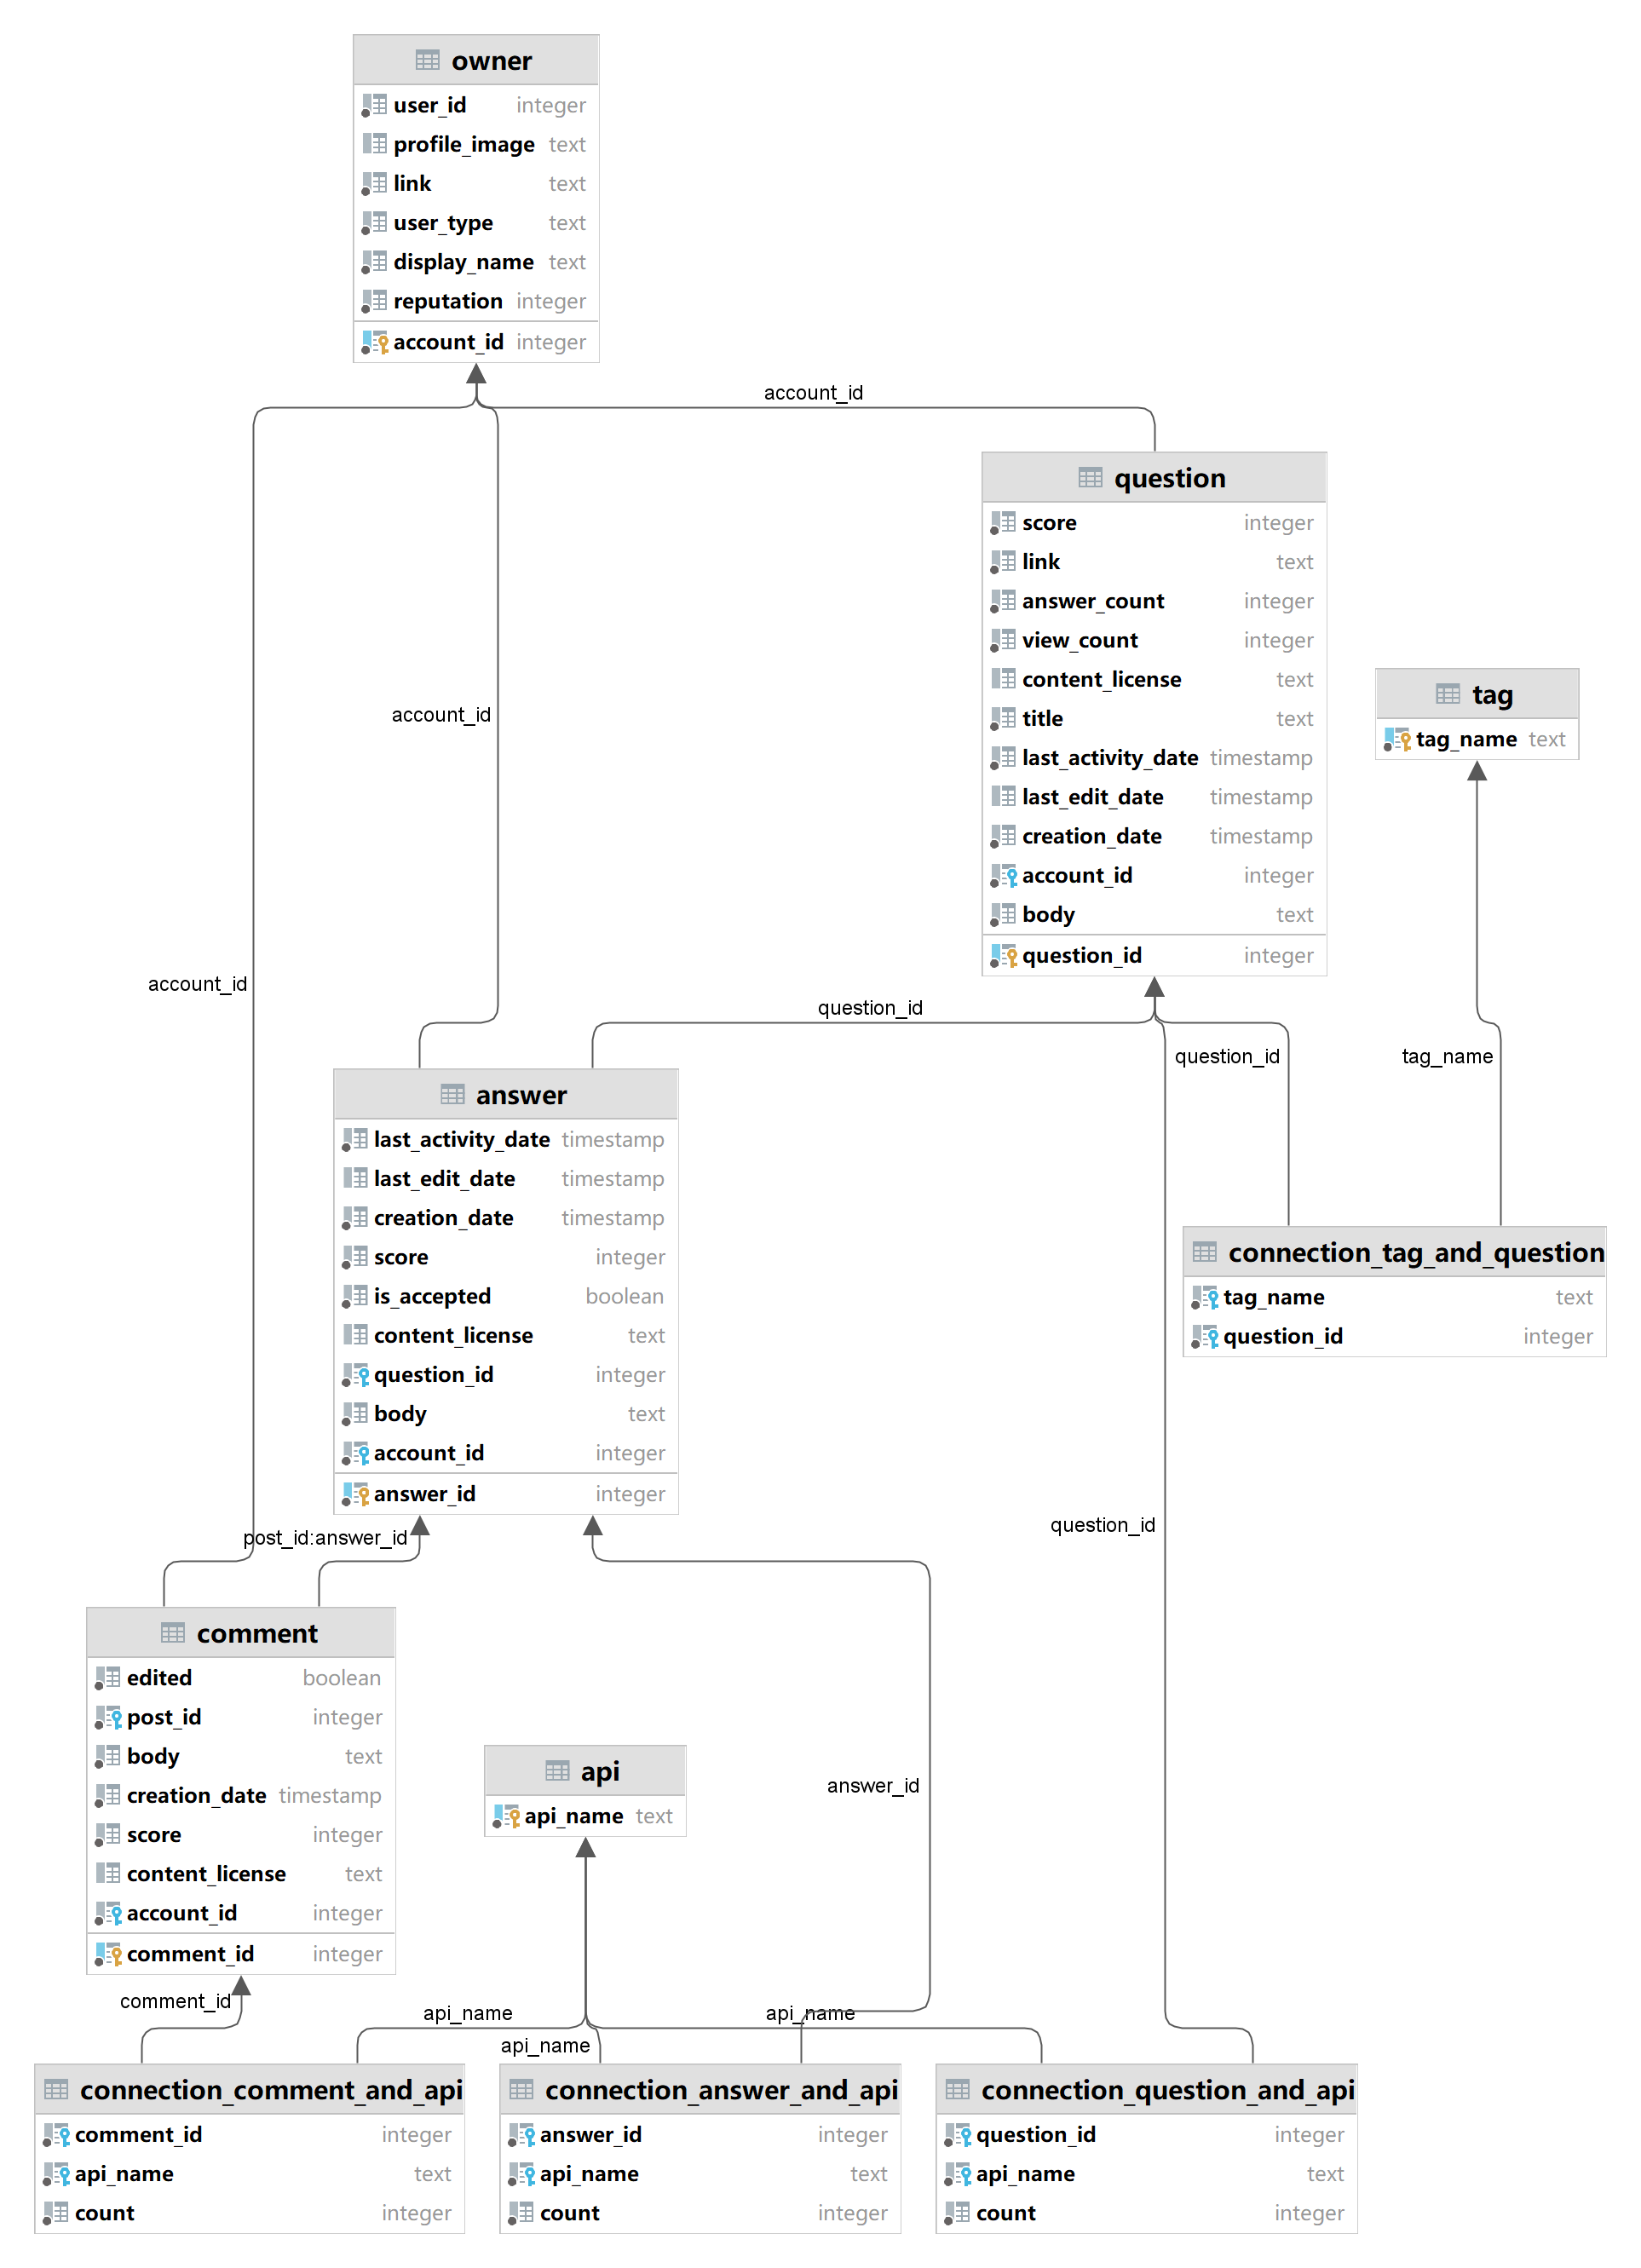 owner
user_id integer
profile_image text
link text
user_type text
display_name text
reputation integer
account_id integer
account_id
question
score integer
link text
answer_count integer
view_count integer
content_license text
title text
last_activity_date timestamp
last_edit_date timestamp
creation_date timestamp
account_id integer
body text
question_id integer
tag
tag_name text
account_id
account_id
question_id
question_id
tag_name
answer
last_activity_date timestamp
last_edit_date timestamp
creation_date timestamp
score integer
is_accepted boolean
content_license text
question_id integer
body text
account_id integer
answer_id integer
connection_tag_and_question
tag_name text
question_id integer
post_id:answer_id
question_id
comment
edited boolean
post_id integer
body text
creation_date timestamp
score integer
content_license text
account_id integer
comment_id integer
api
api_name text
answer_id
comment_id
api_name
api_name
api_name
connection_comment_and_api
comment_id integer
api_name text
count integer
connection_answer_and_api
answer_id integer
api_name text
count integer
connection_question_and_api
question_id integer
api_name text
count integer